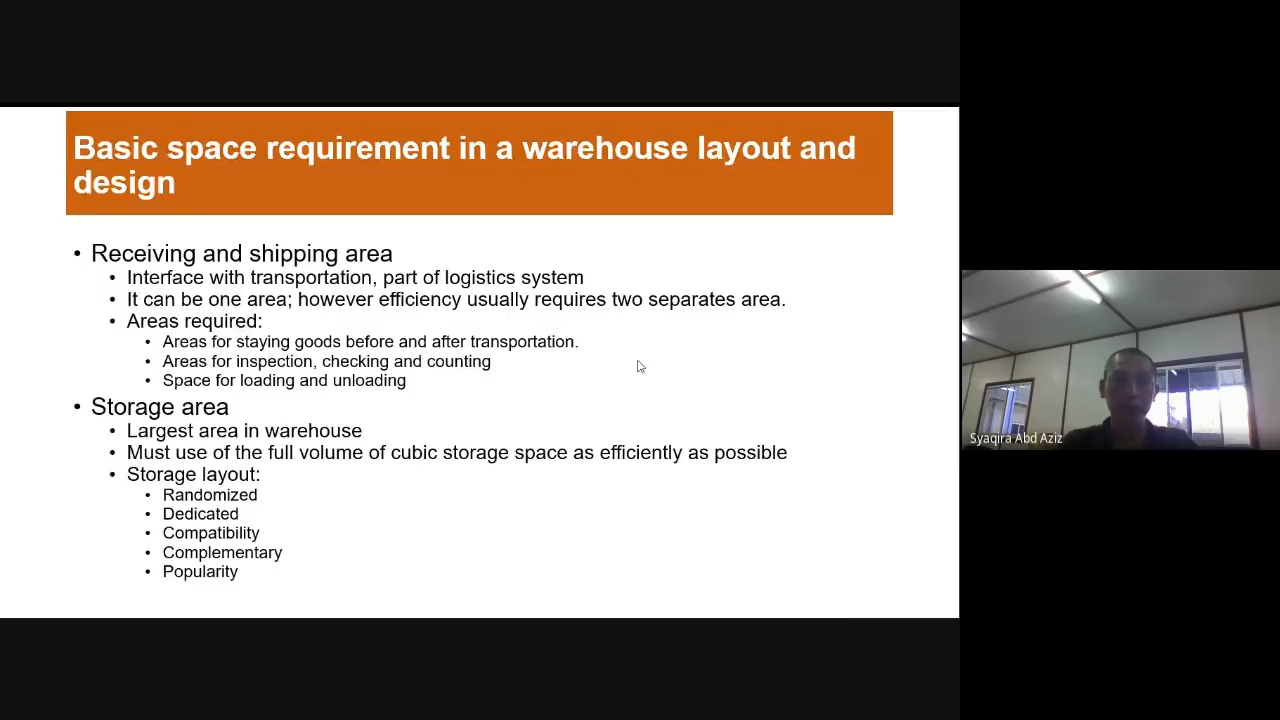 Basic space requirement in a warehouse layout and
design
• Receiving and shipping area
• Interface with transportation, part of logistics system
• It can be one area; however efficiency usually requires two separates area.
• Areas required:
• Areas for staying goods before and after transportation.
• Areas for inspection, checking and counting
• Space for loading and unloading
• Storage area
• Largest area in warehouse
• Must use of the full volume of cubic storage space as efficiently as possible
• Storage layout:
• Randomized
• Dedicated
• Compatibility
• Complementary
• Popularity
Syaqira Abd Aziz